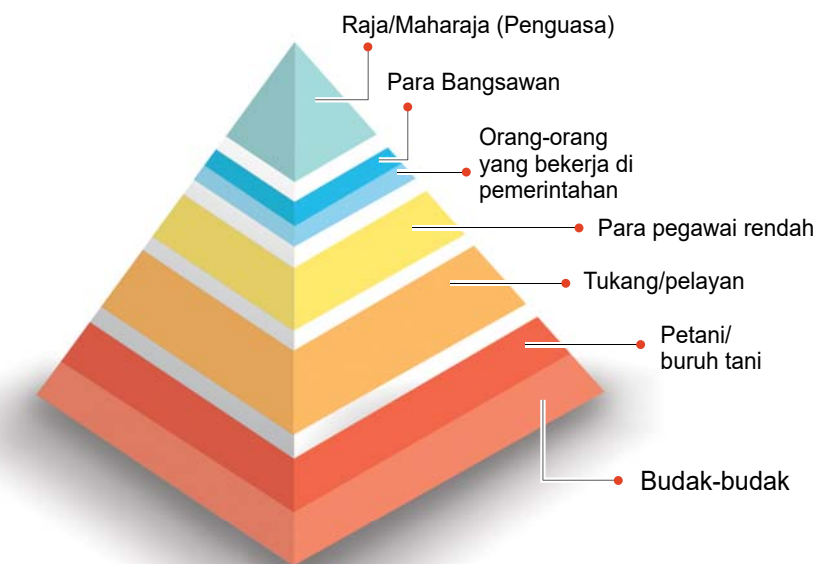 Raja/Maharaja (Penguasa)
Para Bangsawan
Orang-orang
yang bekerja di
pemerintahan
Para pegawai rendah
Tukang/pelayan
Petani/
buruh tani
Budak-budak